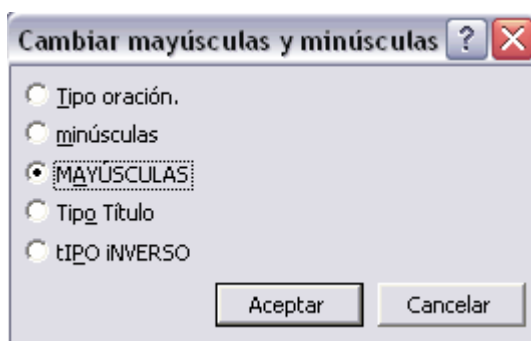 Cambiar mayúsculas y minúsculas ?
Tipo oración.
minúsculas
MAYÚSCULAS
Tipo Título
tIPO iNVERSO
Aceptar Cancelar